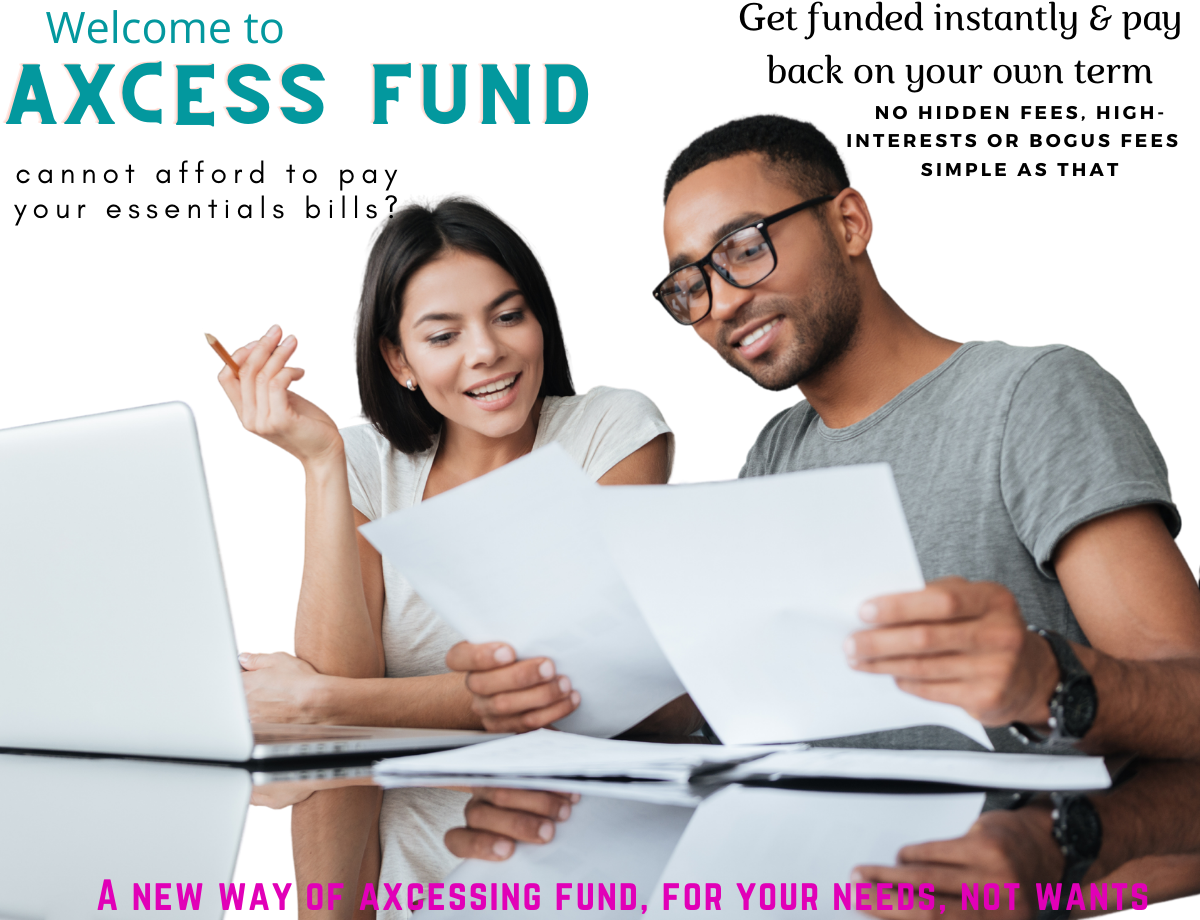 Welcome to
AXCESS FUND
cannot afford to pay
your essentials bills?
Get funded instantly & pay
back on your own term
NO HIDDEN FEES, HIGH-
INTERESTS OR BOGUS FEES
SIMPLE AS THAT
A NEW WAY OF AXCESSING FUND, FOR YOUR NEEDS, NOT WANTS